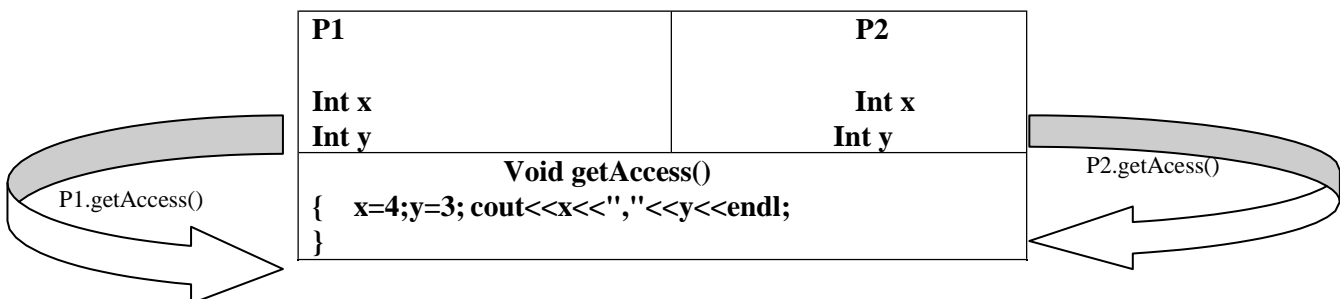 P1 P2
Int x Int x
Int y Int y
P1.getAccess()
P2.getAcess()
Void getAccess()
{ x=4;y=3; cout<<x<<","<<y<<endl;
}